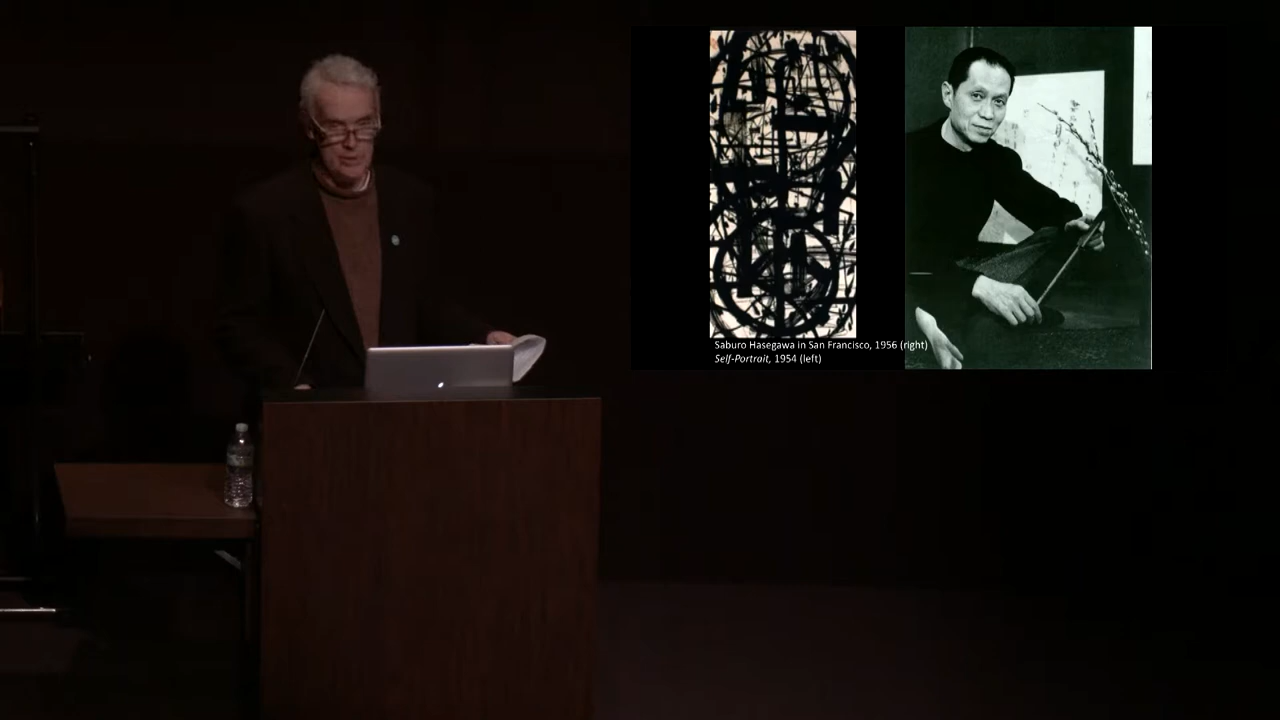 Saburo Hasegawa in San Francisco, 1956 (right)
Self-Portrait, 1954 (left)